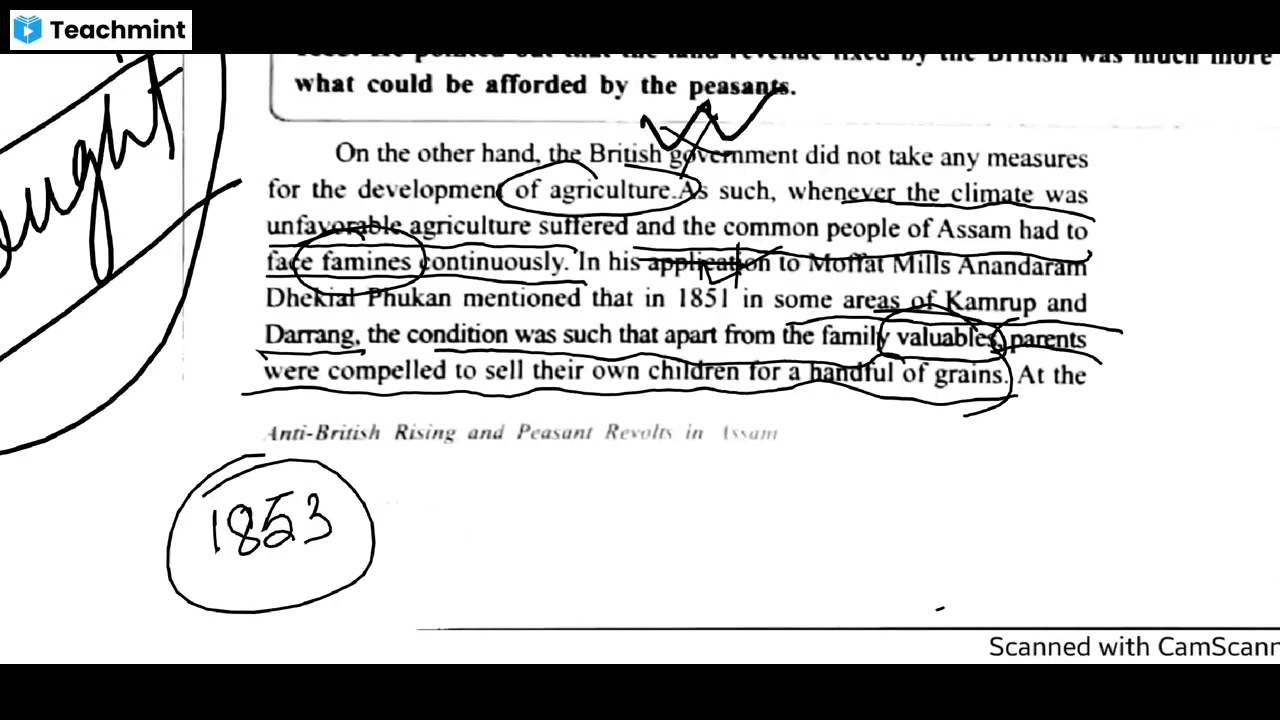 Teachmint
what could be afforded by the peasants.
On the other hand, the British government did not take any measures
for the development of agriculture.As such, whenever the climate was
unfavorable agriculture suffered and the common people of Assam had to
face famines continuously. In his application to Moffat Mills Anandaram
Dhekial Phukan mentioned that in 1851 in some areas of Kamrup and
Darrang, the condition was such that apart from the family valuables, parents
were compelled to sell their own children for a handful of grains. At the
Anti-British Rising and Peasant Revolts in Assam
1853
Scanned with CamScann